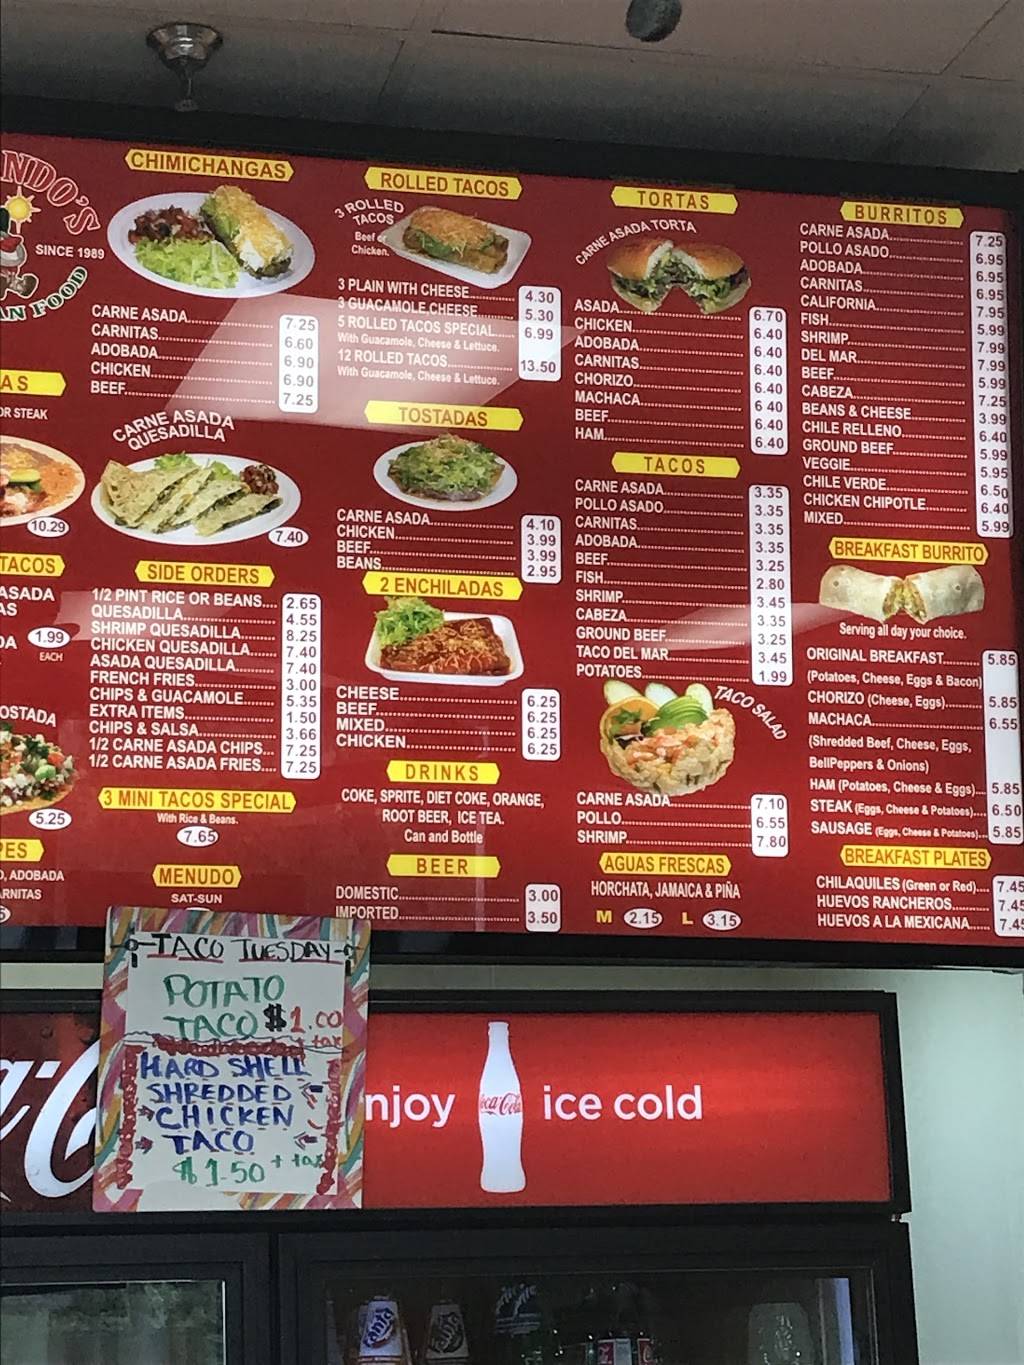 NDO'S
SINCE 1989
AN FOOD
AS
OR STEAK
10.29
TACOS
ASADA
AS
DA 1.99
EACH
OSTADA
5.25
PES
O, ADOBADA
ARNITAS
CHIMICHANGAS
CARNE ASADA 7.25
CARNITAS 6.60
ADOBADA 6.90
CHICKEN 6.90
BEEF 7.25
CARNE ASADA
QUESADILLA
7.40
SIDE ORDERS
1/2 PINT RICE OR BEANS.... 2.65
QUESADILLA 4.55
SHRIMP QUESADILLA 8.25
CHICKEN QUESADILLA 7.40
ASADA QUESADILLA 7.40
FRENCH FRIES 3.00
CHIPS & GUACAMOLE 5.35
EXTRA ITEMS 1.50
CHIPS & SALSA 3.66
1/2 CARNE ASADA CHIPS... 7.25
1/2 CARNE ASADA FRIES.... 7.25
3 MINI TACOS SPECIAL
With Rice & Beans.
7.65
MENUDO
SAT-SUN
ROLLED TACOS
3 ROLLED
TACOS
Beef or
Chicken.
3 PLAIN WITH CHEESE 4.30
3 GUACAMOLE,CHEESE 5.30
5 ROLLED TACOS SPECIAL 6.99
With Guacamole, Cheese & Lettuce.
12 ROLLED TACOS 13.50
With Guacamole, Cheese & Lettuce.
TOSTADAS
CARNE ASADA 4.10
CHICKEN 3.99
BEEF 3.99
BEANS 2.95
2 ENCHILADAS
CHEESE 6.25
BEEF 6.25
MIXED 6.25
CHICKEN 6.25
DRINKS
COKE, SPRITE, DIET COKE, ORANGE,
ROOT BEER, ICE TEA.
Can and Bottle
BEER
DOMESTIC 3.00
IMPORTED 3.50
TORTAS
CARNE ASADA TORTA
ASADA 6.70
CHICKEN 6.40
ADOBADA 6.40
CARNITAS 6.40
CHORIZO 6.40
MACHACA 6.40
BEEF 6.40
HAM 6.40
TACOS
CARNE ASADA 3.35
POLLO ASADO 3.35
CARNITAS 3.35
ADOBADA 3.35
BEEF 3.25
FISH 2.80
SHRIMP 3.45
CABEZA 3.35
GROUND BEEF 3.25
TACO DEL MAR 3.45
POTATOES 1.99
TACO SALAD
CARNE ASADA 7.10
POLLO 6.55
SHRIMP 7.80
AGUAS FRESCAS
HORCHATA, JAMAICA & PIÑA
M 2.15 L 3.15
BURRITOS
CARNE ASADA 7.25
POLLO ASADO 6.95
ADOBADA 6.95
CARNITAS 6.95
CALIFORNIA 7.95
FISH 5.99
SHRIMP 7.99
DEL MAR 7.99
BEEF 5.99
CABEZA 7.25
BEANS & CHEESE 3.99
CHILE RELLENO 6.40
GROUND BEEF 5.99
VEGGIE 5.95
CHILE VERDE 6.50
CHICKEN CHIPOTLE 6.40
MIXED 5.99
BREAKFAST BURRITO
Serving all day your choice.
ORIGINAL BREAKFAST 5.85
(Potatoes, Cheese, Eggs & Bacon)
CHORIZO (Cheese, Eggs) 5.85
MACHACA 6.55
(Shredded Beef, Cheese, Eggs,
BellPeppers & Onions)
HAM (Potatoes, Cheese & Eggs) 5.85
STEAK (Eggs, Cheese & Potatoes) 6.50
SAUSAGE (Eggs, Cheese & Potatoes) 5.85
BREAKFAST PLATES
CHILAQUILES (Green or Red) 7.45
HUEVOS RANCHEROS 7.45
HUEVOS A LA MEXICANA 7.45
TACO TUESDAY
POTATO
TACO $1.00
+ tax
HARD SHELL
SHREDDED
CHICKEN
TACO
$1.50 + tax
njoy Coca-Cola ice cold
Fanta
Fanta
Sprite